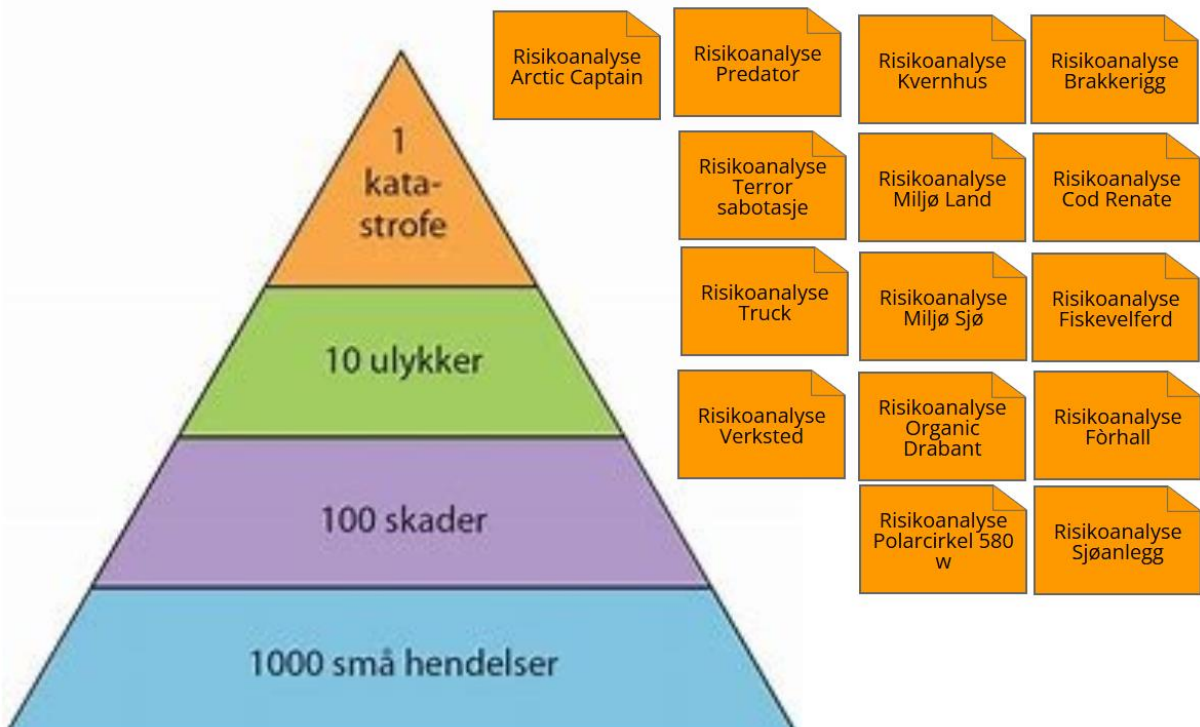 1
kata-
strofe
10 ulykker
100 skader
1000 små hendelser
Risikoanalyse
Arctic Captain
Risikoanalyse
Predator
Risikoanalyse
Kvernhus
Risikoanalyse
Brakkerigg
Risikoanalyse
Terror
sabotasje
Risikoanalyse
Miljø Land
Risikoanalyse
Cod Renate
Risikoanalyse
Truck
Risikoanalyse
Miljø Sjø
Risikoanalyse
Fiskevelferd
Risikoanalyse
Verksted
Risikoanalyse
Organic
Drabant
Risikoanalyse
Fòrhall
Risikoanalyse
Polarcirkel 580
w
Risikoanalyse
Sjøanlegg